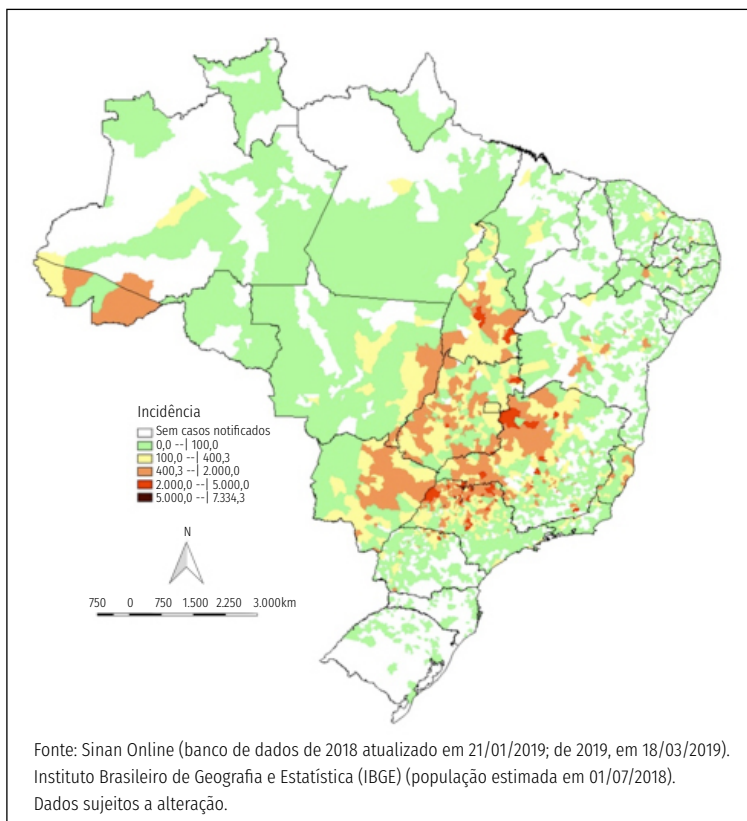 Incidência
Sem casos notificados
0,0 --| 100,0
100,0 --| 400,3
400,3 --| 2.000,0
2.000,0 --| 5.000,0
5.000,0 --| 7.334,3
N
750 0 750 1.500 2.250 3.000km
Fonte: Sinan Online (banco de dados de 2018 atualizado em 21/01/2019; de 2019, em 18/03/2019).
Instituto Brasileiro de Geografia e Estatística (IBGE) (população estimada em 01/07/2018).
Dados sujeitos a alteração.